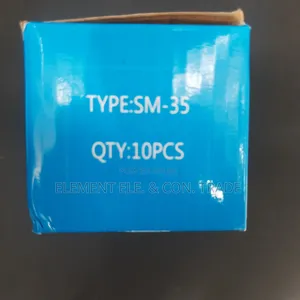 TYPE:SM-35
QTY:10PCS
ELEMENT ELE. & CON. TRADE